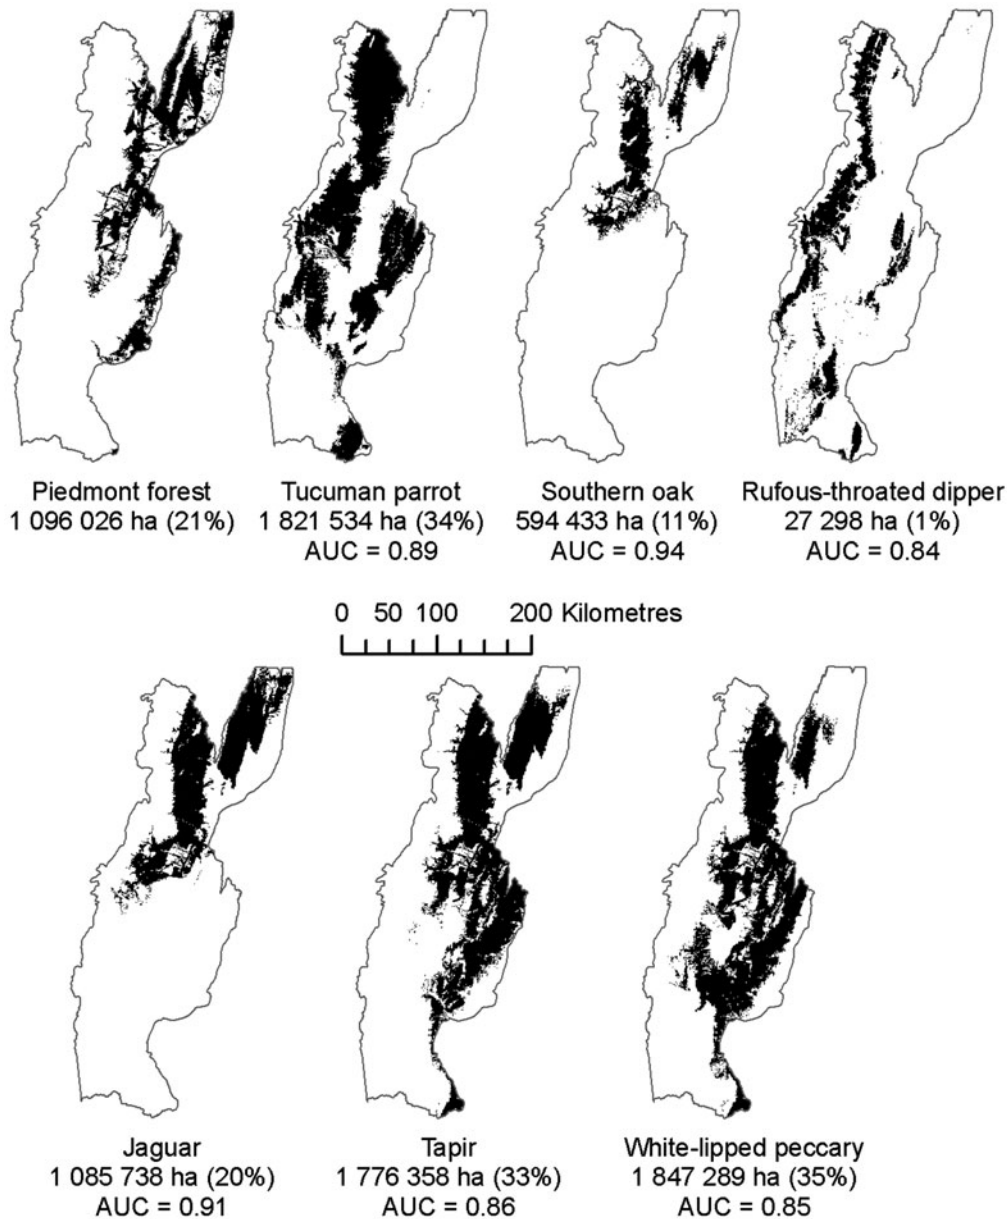 Piedmont forest
1 096 026 ha (21%)
Tucuman parrot
1 821 534 ha (34%)
AUC = 0.89
Southern oak
594 433 ha (11%)
AUC = 0.94
Rufous-throated dipper
27 298 ha (1%)
AUC = 0.84
0 50 100 200 Kilometres
Jaguar
1 085 738 ha (20%)
AUC = 0.91
Tapir
1 776 358 ha (33%)
AUC = 0.86
White-lipped peccary
1 847 289 ha (35%)
AUC = 0.85